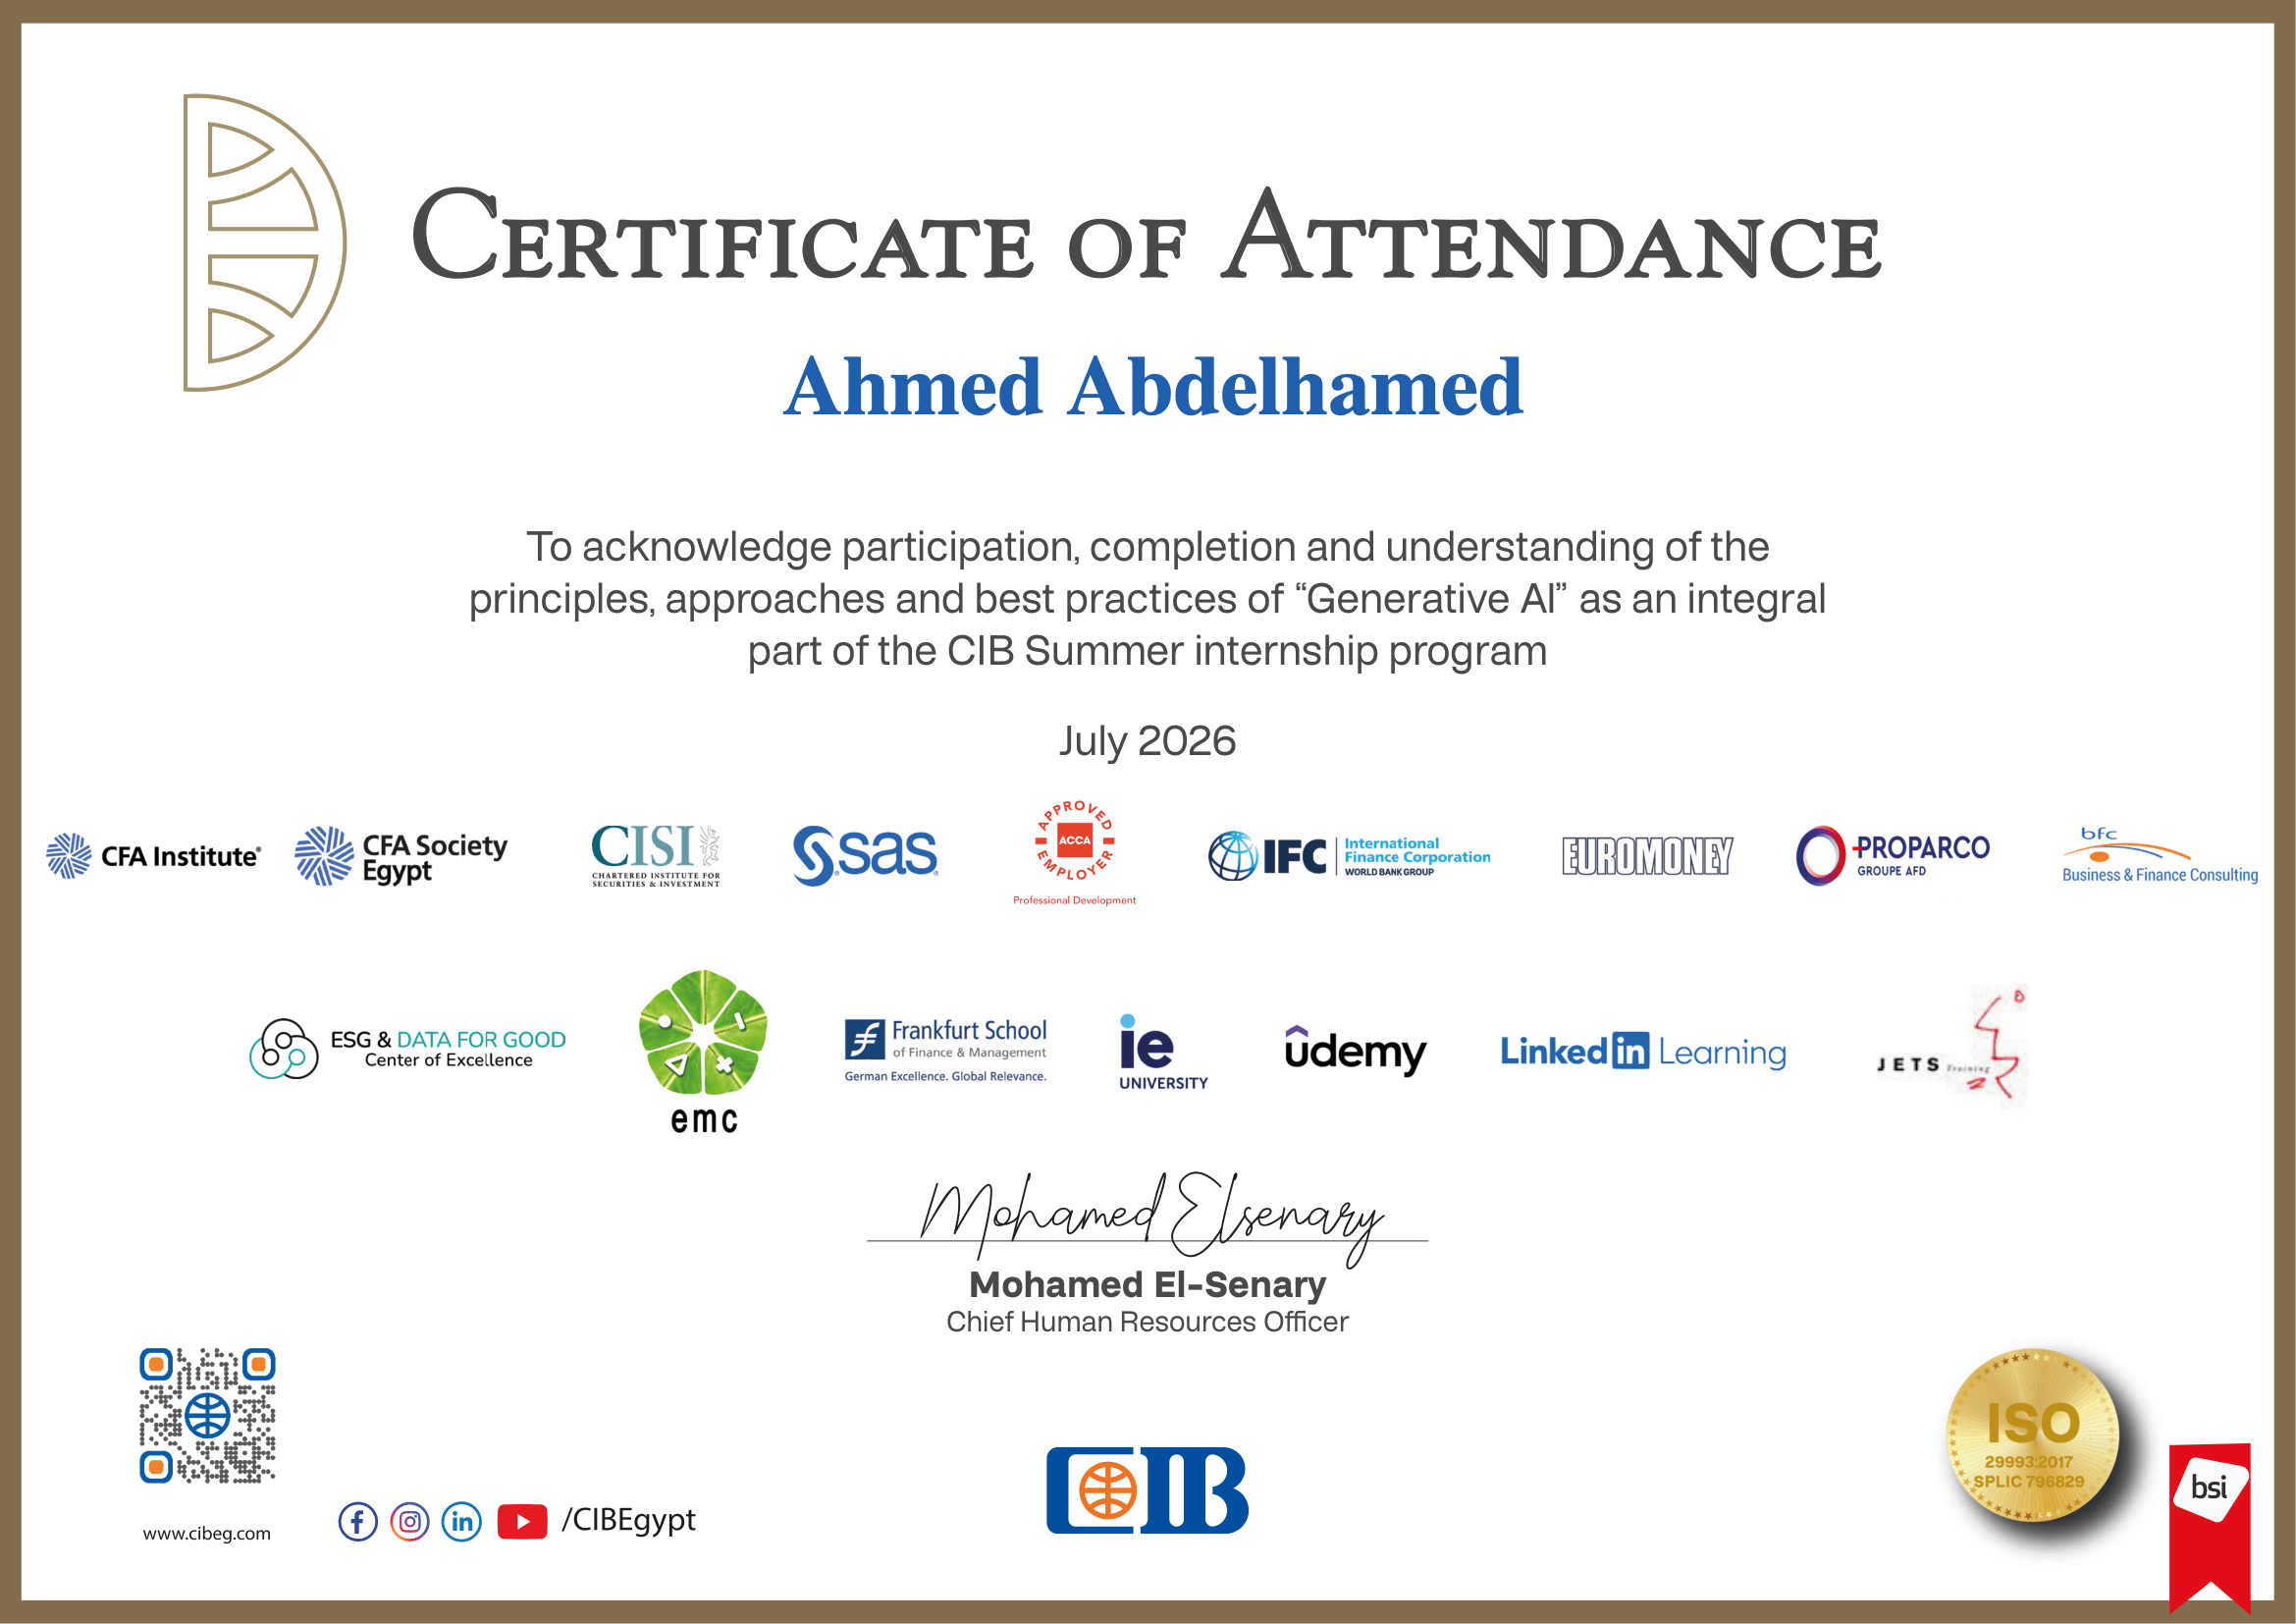 CERTIFICATE OF ATTENDANCE
Ahmed Abdelhamed
To acknowledge participation, completion and understanding of the
principles, approaches and best practices of “Generative AI” as an integral
part of the CIB Summer internship program
July 2026
CFA Institute®
CFA Society
Egypt
CISI
CHARTERED INSTITUTE FOR
SECURITIES & INVESTMENT
sas
APPROVED
ACCA
EMPLOYER
Professional Development
IFC
International
Finance Corporation
WORLD BANK GROUP
EUROMONEY
PROPARCO
GROUPE AFD
bfc
Business & Finance Consulting
ESG & DATA FOR GOOD
Center of Excellence
emc
Frankfurt School
of Finance & Management
German Excellence. Global Relevance.
ie
UNIVERSITY
udemy
Linked in Learning
JETS Training
Mohamed Elsenary
Mohamed El-Senary
Chief Human Resources Officer
www.cibeg.com
/CIBEgypt
CIB
ISO
29993:2017
SPLIC 796829
bsi